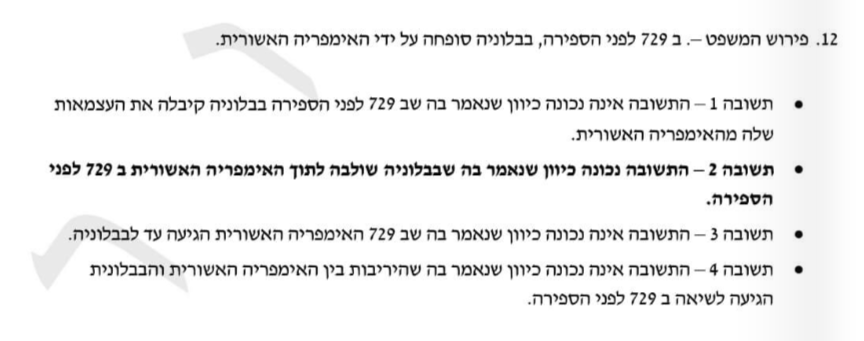 12. פירוש המשפט –. ב 729 לפני הספירה, בבלוניה סופחה על ידי האימפריה האשורית.
• תשובה 1 – התשובה אינה נכונה כיוון שנאמר בה שב 729 לפני הספירה בבלוניה קיבלה את העצמאות
שלה מהאימפריה האשורית.
• תשובה 2 – התשובה נכונה כיוון שנאמר בה שבבלוניה שולבה לתוך האימפריה האשורית ב 729 לפני
הספירה.
• תשובה 3 – התשובה אינה נכונה כיוון שנאמר בה שב 729 האימפריה האשורית הגיעה עד לבבלוניה.
• תשובה 4 – התשובה אינה נכונה כיוון שנאמר בה שהיריבות בין האימפריה האשורית והבבלונית
הגיעה לשיאה ב 729 לפני הספירה.